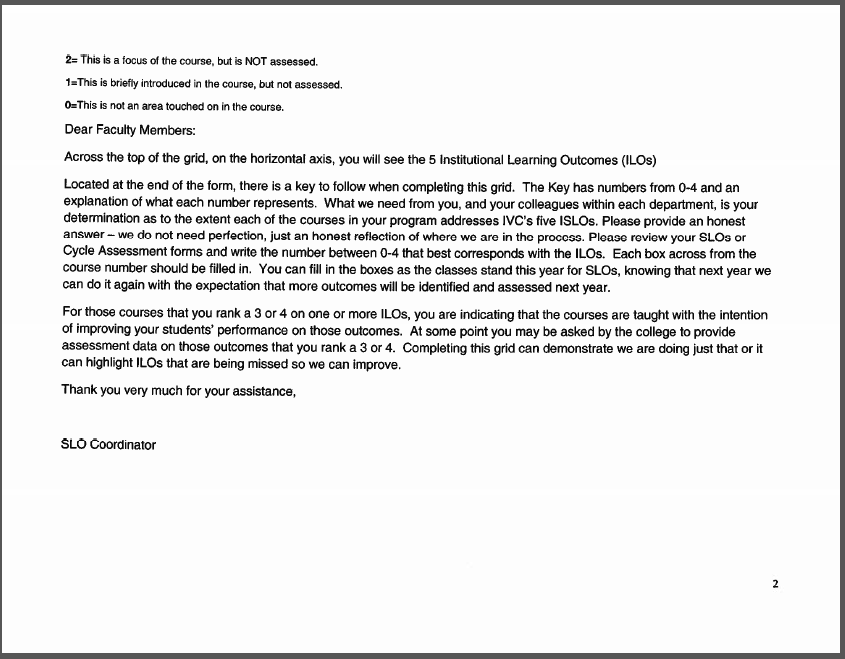 2= This is a focus of the course, but is NOT assessed.
1=This is briefly introduced in the course, but not assessed.
0=This is not an area touched on in the course.
Dear Faculty Members:
Across the top of the grid, on the horizontal axis, you will see the 5 Institutional Learning Outcomes (ILOs)
Located at the end of the form, there is a key to follow when completing this grid. The Key has numbers from 0-4 and an
explanation of what each number represents. What we need from you, and your colleagues within each department, is your
determination as to the extent each of the courses in your program addresses IVC's five ISLOs. Please provide an honest
answer – we do not need perfection, just an honest reflection of where we are in the process. Please review your SLOs or
Cycle Assessment forms and write the number between 0-4 that best corresponds with the ILOs. Each box across from the
course number should be filled in. You can fill in the boxes as the classes stand this year for SLOs, knowing that next year we
can do it again with the expectation that more outcomes will be identified and assessed next year.
For those courses that you rank a 3 or 4 on one or more ILOs, you are indicating that the courses are taught with the intention
of improving your students' performance on those outcomes. At some point you may be asked by the college to provide
assessment data on those outcomes that you rank a 3 or 4. Completing this grid can demonstrate we are doing just that or it
can highlight ILOs that are being missed so we can improve.
Thank you very much for your assistance,
SLO Coordinator
2